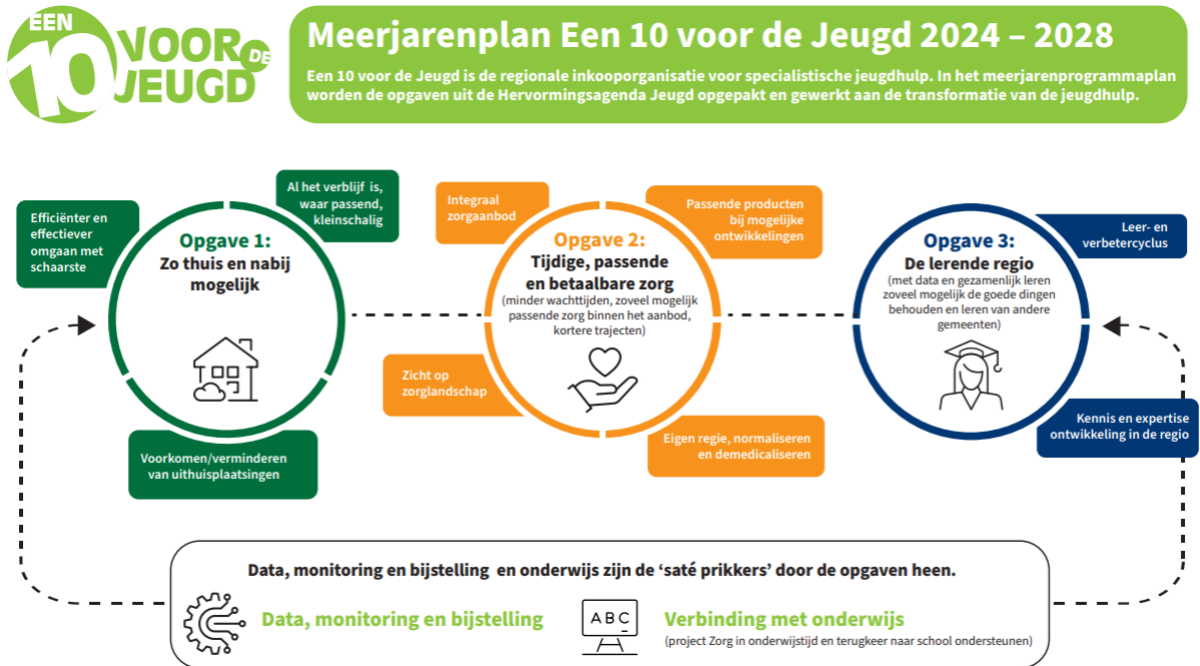 EEN
10
VOOR
DE
JEUGD
Meerjarenplan Een 10 voor de Jeugd 2024 – 2028
Een 10 voor de Jeugd is de regionale inkooporganisatie voor specialistische jeugdhulp. In het meerjarenprogrammaplan
worden de opgaven uit de Hervormingsagenda Jeugd opgepakt en gewerkt aan de transformatie van de jeugdhulp.
Efficiënter en
effectiever
omgaan met
schaarste
Al het verblijf is,
waar passend,
kleinschalig
Opgave 1:
Zo thuis en nabij
mogelijk
Voorkomen/verminderen
van uithuisplaatsingen
Integraal
zorgaanbod
Passende producten
bij mogelijke
ontwikkelingen
Opgave 2:
Tijdige, passende
en betaalbare zorg
(minder wachttijden, zoveel mogelijk
passende zorg binnen het aanbod,
kortere trajecten)
Zicht op
zorglandschap
Eigen regie, normaliseren
en demedicaliseren
Leer- en
verbetercyclus
Opgave 3:
De lerende regio
(met data en gezamenlijk leren
zoveel mogelijk de goede dingen
behouden en leren van andere
gemeenten)
Kennis en expertise
ontwikkeling in de regio
Data, monitoring en bijstelling en onderwijs zijn de ‘saté prikkers’ door de opgaven heen.
Data, monitoring en bijstelling
ABC
Verbinding met onderwijs
(project Zorg in onderwijstijd en terugkeer naar school ondersteunen)